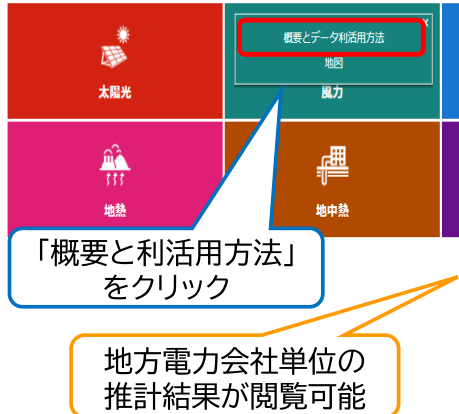 概要とデータ利活用方法
x
地図
太陽光
風力
地熱
地中熱
「概要と利活用方法」
をクリック
地方電力会社単位の
推計結果が閲覧可能